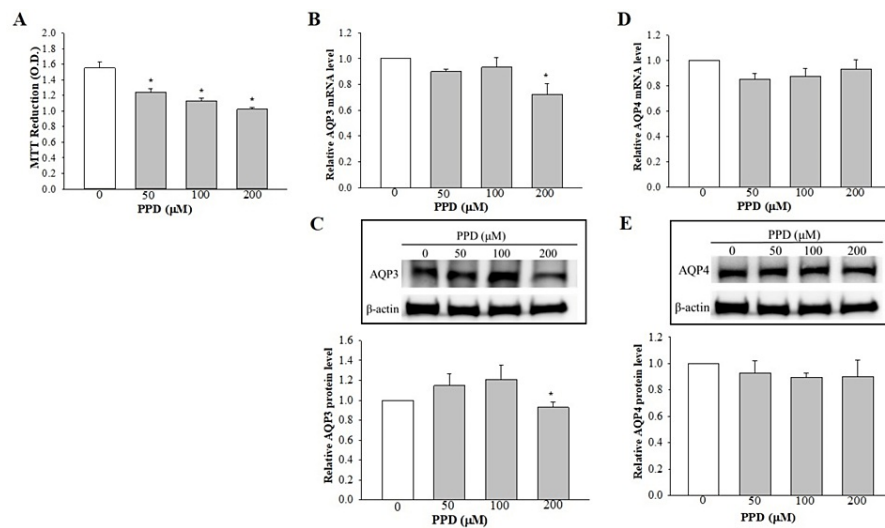 A
MTT Reduction (O.D.)
2.0
1.8
1.6
1.4
1.2
1.0
0.8
0.6
0.4
0.2
0.0
* * *
0 50 100 200
PPD (µM)
B
Relative AQP3 mRNA level
1.2
1.0
0.8
0.6
0.4
0.2
0.0
*
0 50 100 200
PPD (µM)
D
Relative AQP4 mRNA level
1.2
1.0
0.8
0.6
0.4
0.2
0.0
0 50 100 200
PPD (µM)
C
PPD (µM)
0 50 100 200
AQP3
β-actin
Relative AQP3 protein level
1.6
1.4
1.2
1.0
0.8
0.6
0.4
0.2
0.0
*
0 50 100 200
PPD (µM)
E
PPD (µM)
0 50 100 200
AQP4
β-actin
Relative AQP4 protein level
1.2
1.0
0.8
0.6
0.4
0.2
0.0
0 50 100 200
PPD (µM)